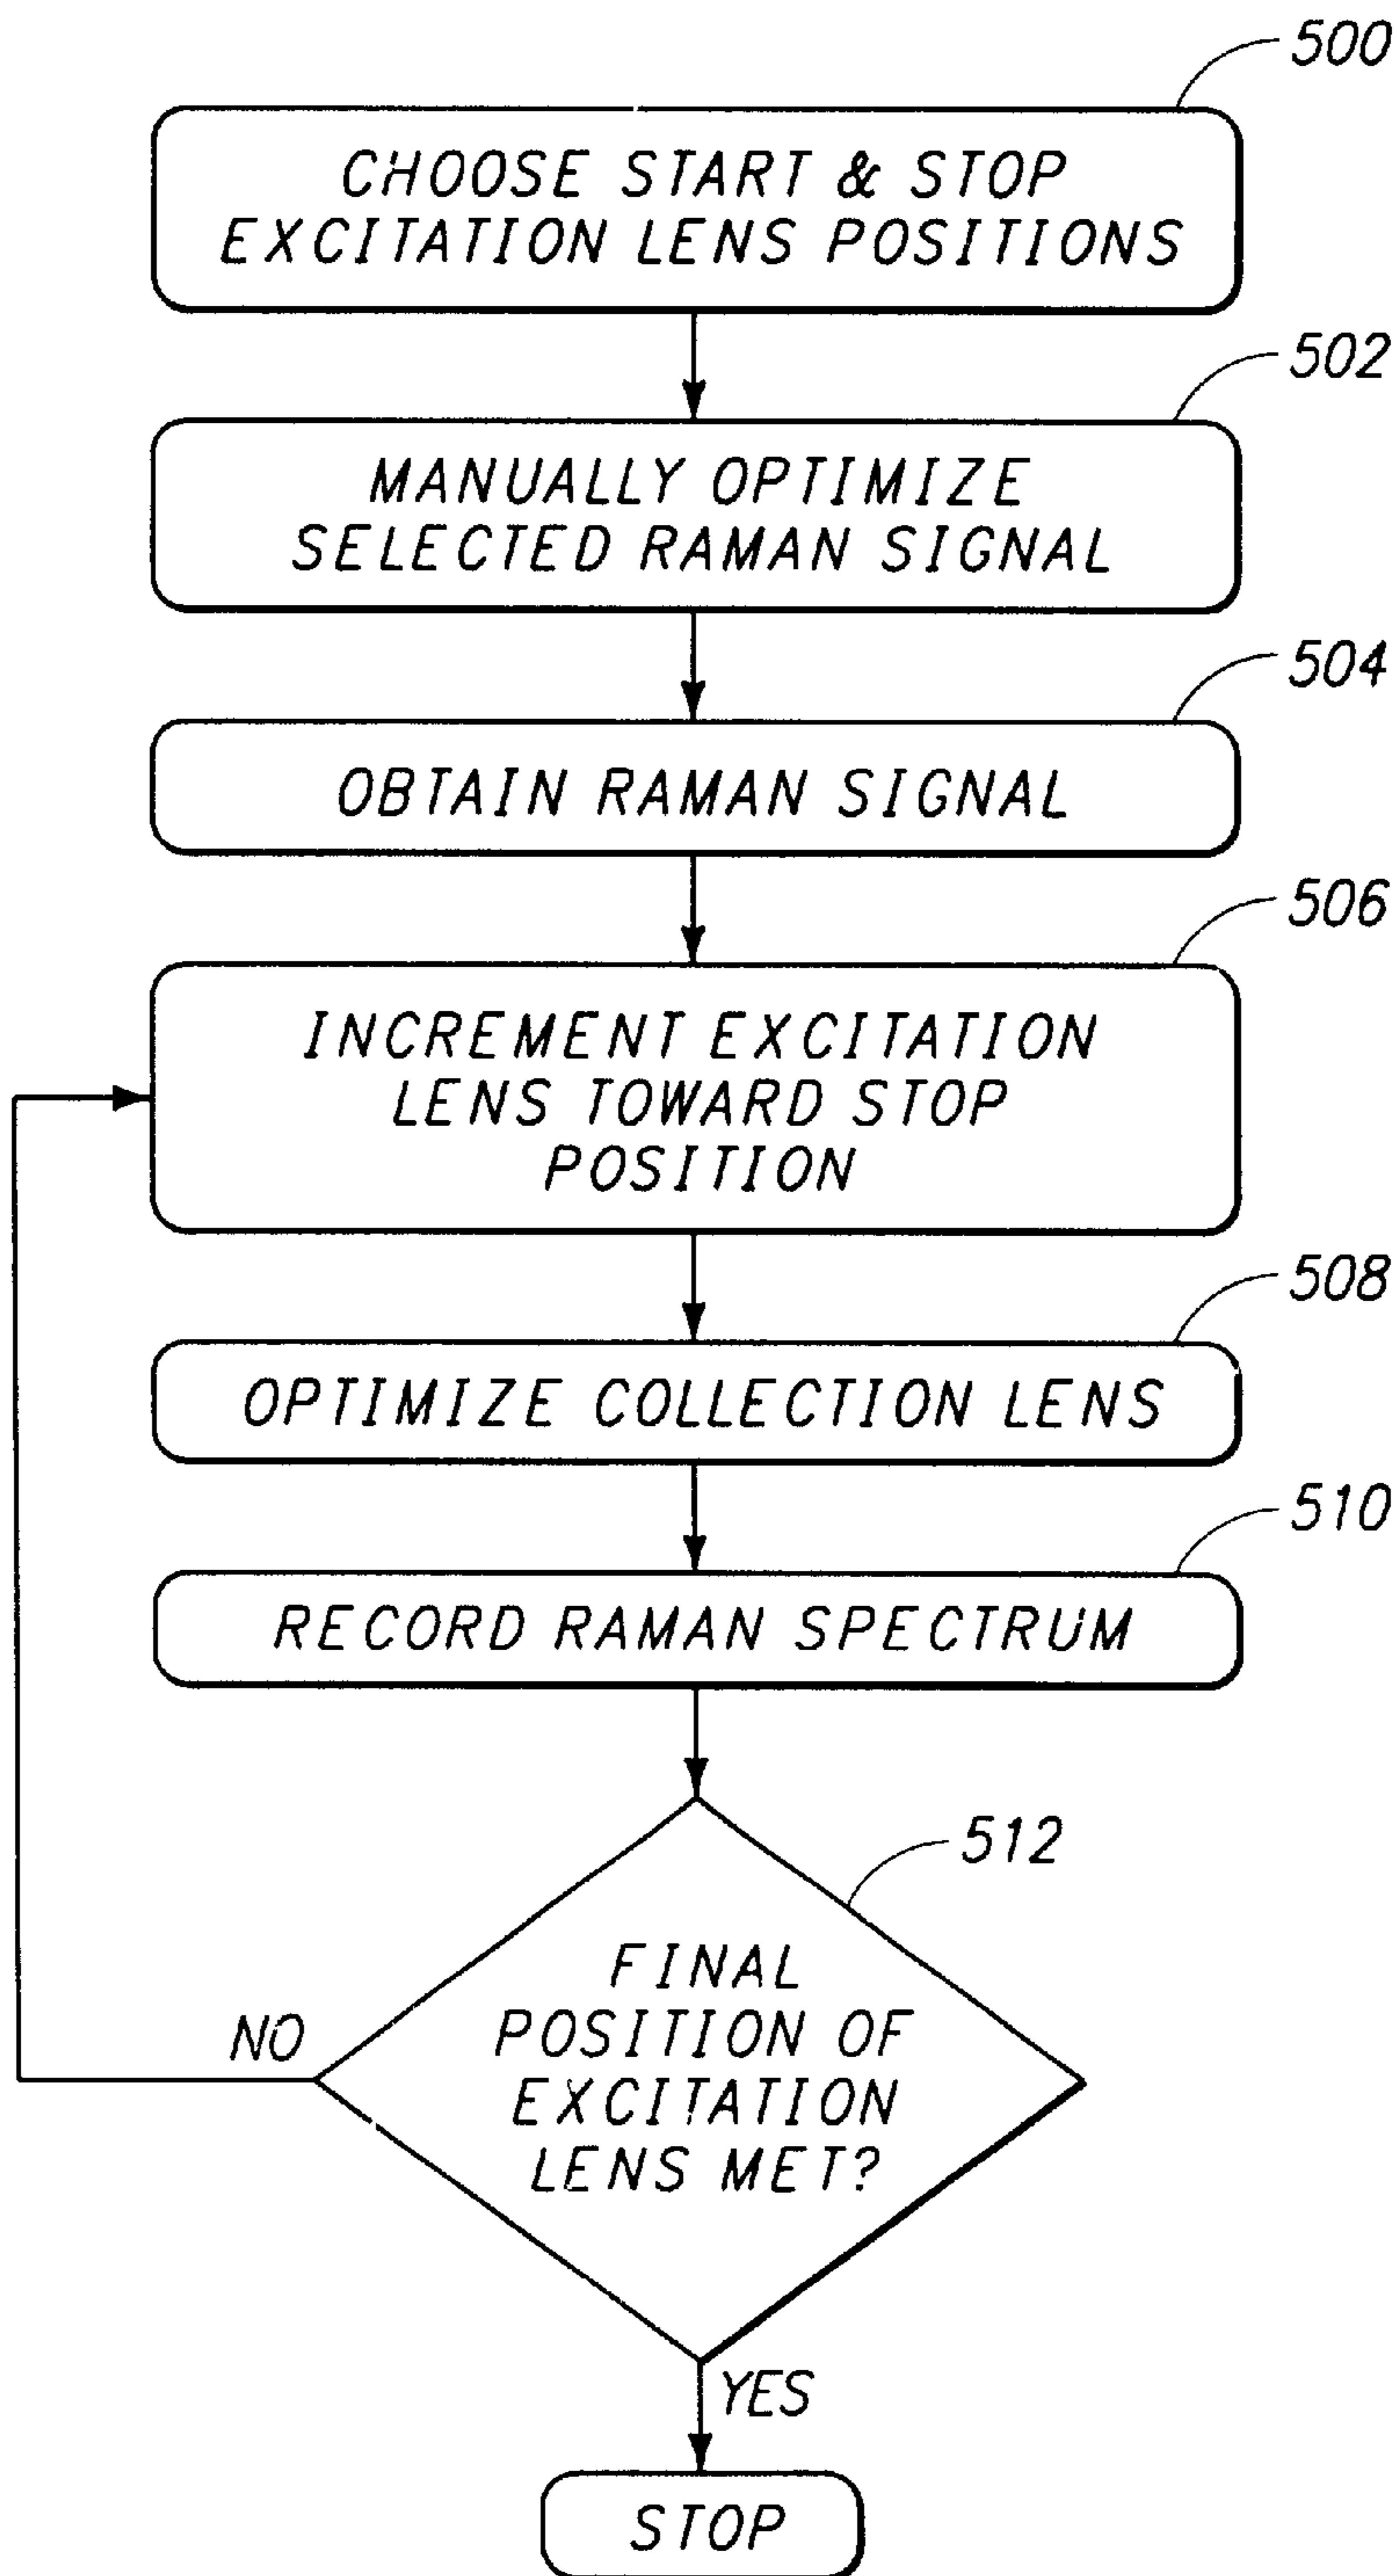 500
CHOOSE START & STOP
EXCITATION LENS POSITIONS
502
MANUALLY OPTIMIZE
SELECTED RAMAN SIGNAL
504
OBTAIN RAMAN SIGNAL
506
INCREMENT EXCITATION
LENS TOWARD STOP
POSITION
508
OPTIMIZE COLLECTION LENS
510
RECORD RAMAN SPECTRUM
512
FINAL
POSITION OF
EXCITATION
LENS MET?
NO
YES
STOP